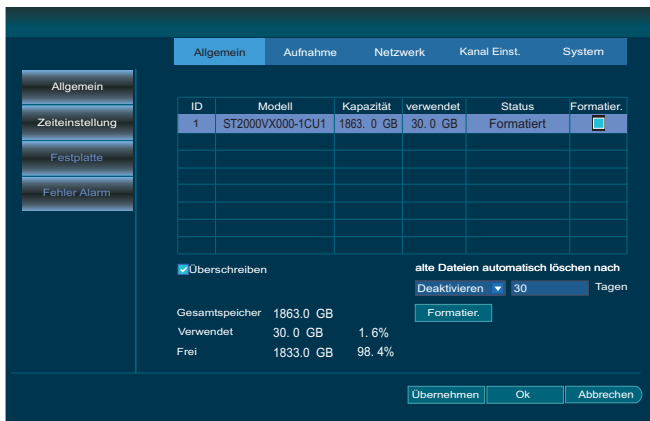 Allgemein Aufnahme Netzwerk Kanal Einst. System
Allgemein
Zeiteinstellung
Festplatte
Fehler Alarm
ID Modell Kapazität verwendet Status Formatier.
1 ST2000VX000-1CU1 1863. 0 GB 30. 0 GB Formatiert
Überschreiben
alte Dateien automatisch löschen nach
Deaktivieren 30 Tagen
Gesamtspeicher 1863.0 GB
Formatier.
Verwendet 30. 0 GB 1. 6%
Frei 1833.0 GB 98. 4%
Übernehmen Ok Abbrechen